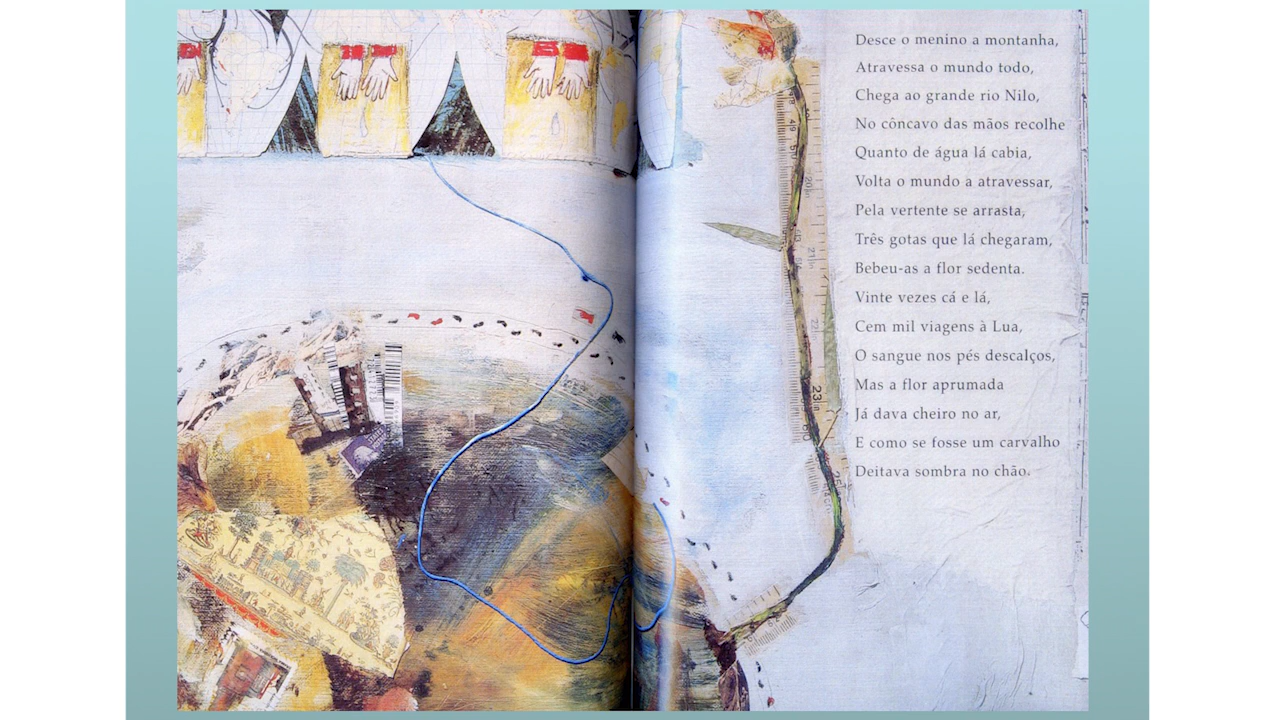 Desce o menino a montanha,
Atravessa o mundo todo,
Chega ao grande rio Nilo,
No côncavo das mãos recolhe
Quanto de água lá cabia,
Volta o mundo a atravessar,
Pela vertente se arrasta,
Três gotas que lá chegaram,
Bebeu-as a flor sedenta.
Vinte vezes cá e lá,
Cem mil viagens à Lua,
O sangue nos pés descalços,
Mas a flor aprumada
Já dava cheiro no ar,
E como se fosse um carvalho
Deitava sombra no chão.